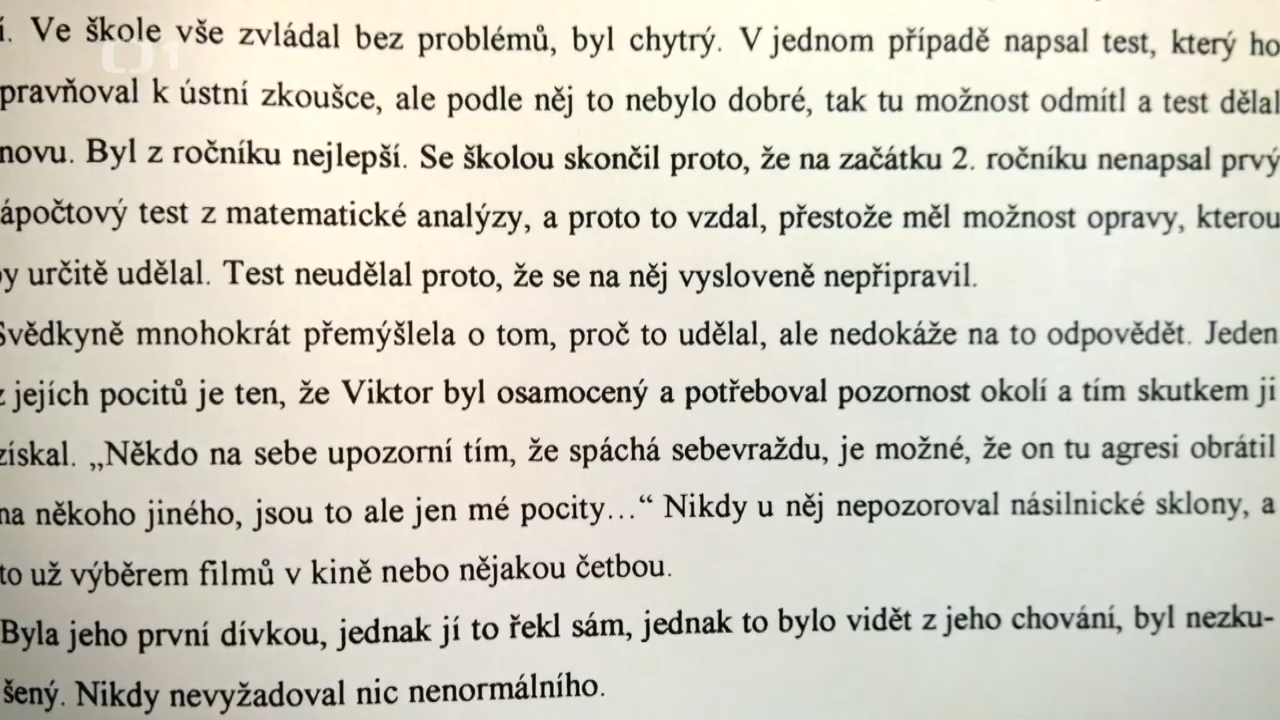 í. Ve škole vše zvládal bez problémů, byl chytrý. V jednom případě napsal test, který ho
pravňoval k ústní zkoušce, ale podle něj to nebylo dobré, tak tu možnost odmítl a test dělal
novu. Byl z ročníku nejlepší. Se školou skončil proto, že na začátku 2. ročníku nenapsal prvý
ápočtový test z matematické analýzy, a proto to vzdal, přestože měl možnost opravy, kterou
by určitě udělal. Test neudělal proto, že se na něj vysloveně nepřipravil.
Svědkyně mnohokrát přemýšlela o tom, proč to udělal, ale nedokáže na to odpovědět. Jeden
z jejích pocitů je ten, že Viktor byl osamocený a potřeboval pozornost okolí a tím skutkem ji
získal. „Někdo na sebe upozorní tím, že spáchá sebevraždu, je možné, že on tu agresi obrátil
na někoho jiného, jsou to ale jen mé pocity…“ Nikdy u něj nepozoroval násilnické sklony, a
to už výběrem filmů v kině nebo nějakou četbou.
Byla jeho první dívkou, jednak jí to řekl sám, jednak to bylo vidět z jeho chování, byl nezku-
šený. Nikdy nevyžadoval nic nenormálního.